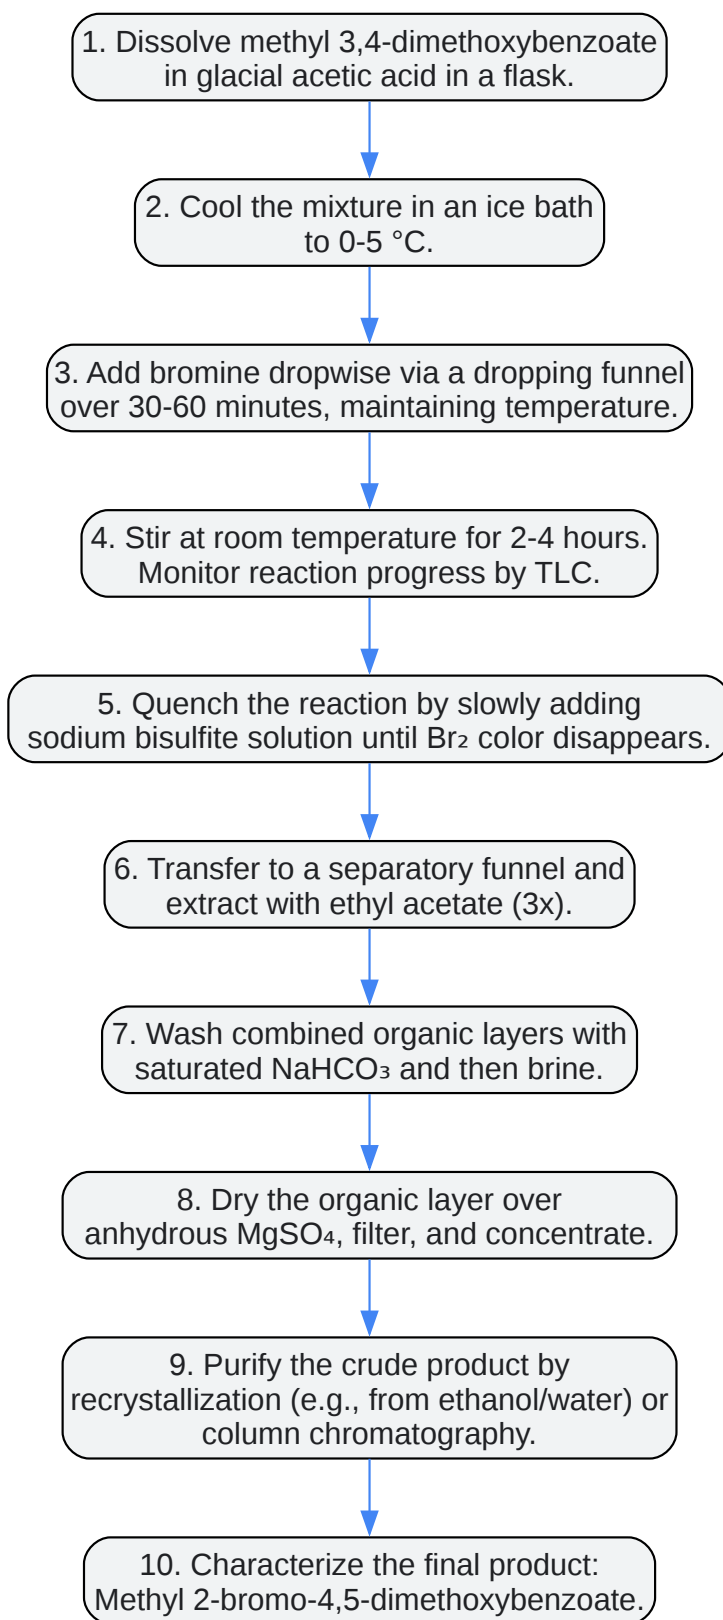 1. Dissolve methyl 3,4-dimethoxybenzoate
in glacial acetic acid in a flask.
2. Cool the mixture in an ice bath
to 0-5 °C.
3. Add bromine dropwise via a dropping funnel
over 30-60 minutes, maintaining temperature.
4. Stir at room temperature for 2-4 hours.
Monitor reaction progress by TLC.
5. Quench the reaction by slowly adding
sodium bisulfite solution until Br₂ color disappears.
6. Transfer to a separatory funnel and
extract with ethyl acetate (3x).
7. Wash combined organic layers with
saturated NaHCO₃ and then brine.
8. Dry the organic layer over
anhydrous MgSO₄, filter, and concentrate.
9. Purify the crude product by
recrystallization (e.g., from ethanol/water) or
column chromatography.
10. Characterize the final product:
Methyl 2-bromo-4,5-dimethoxybenzoate.